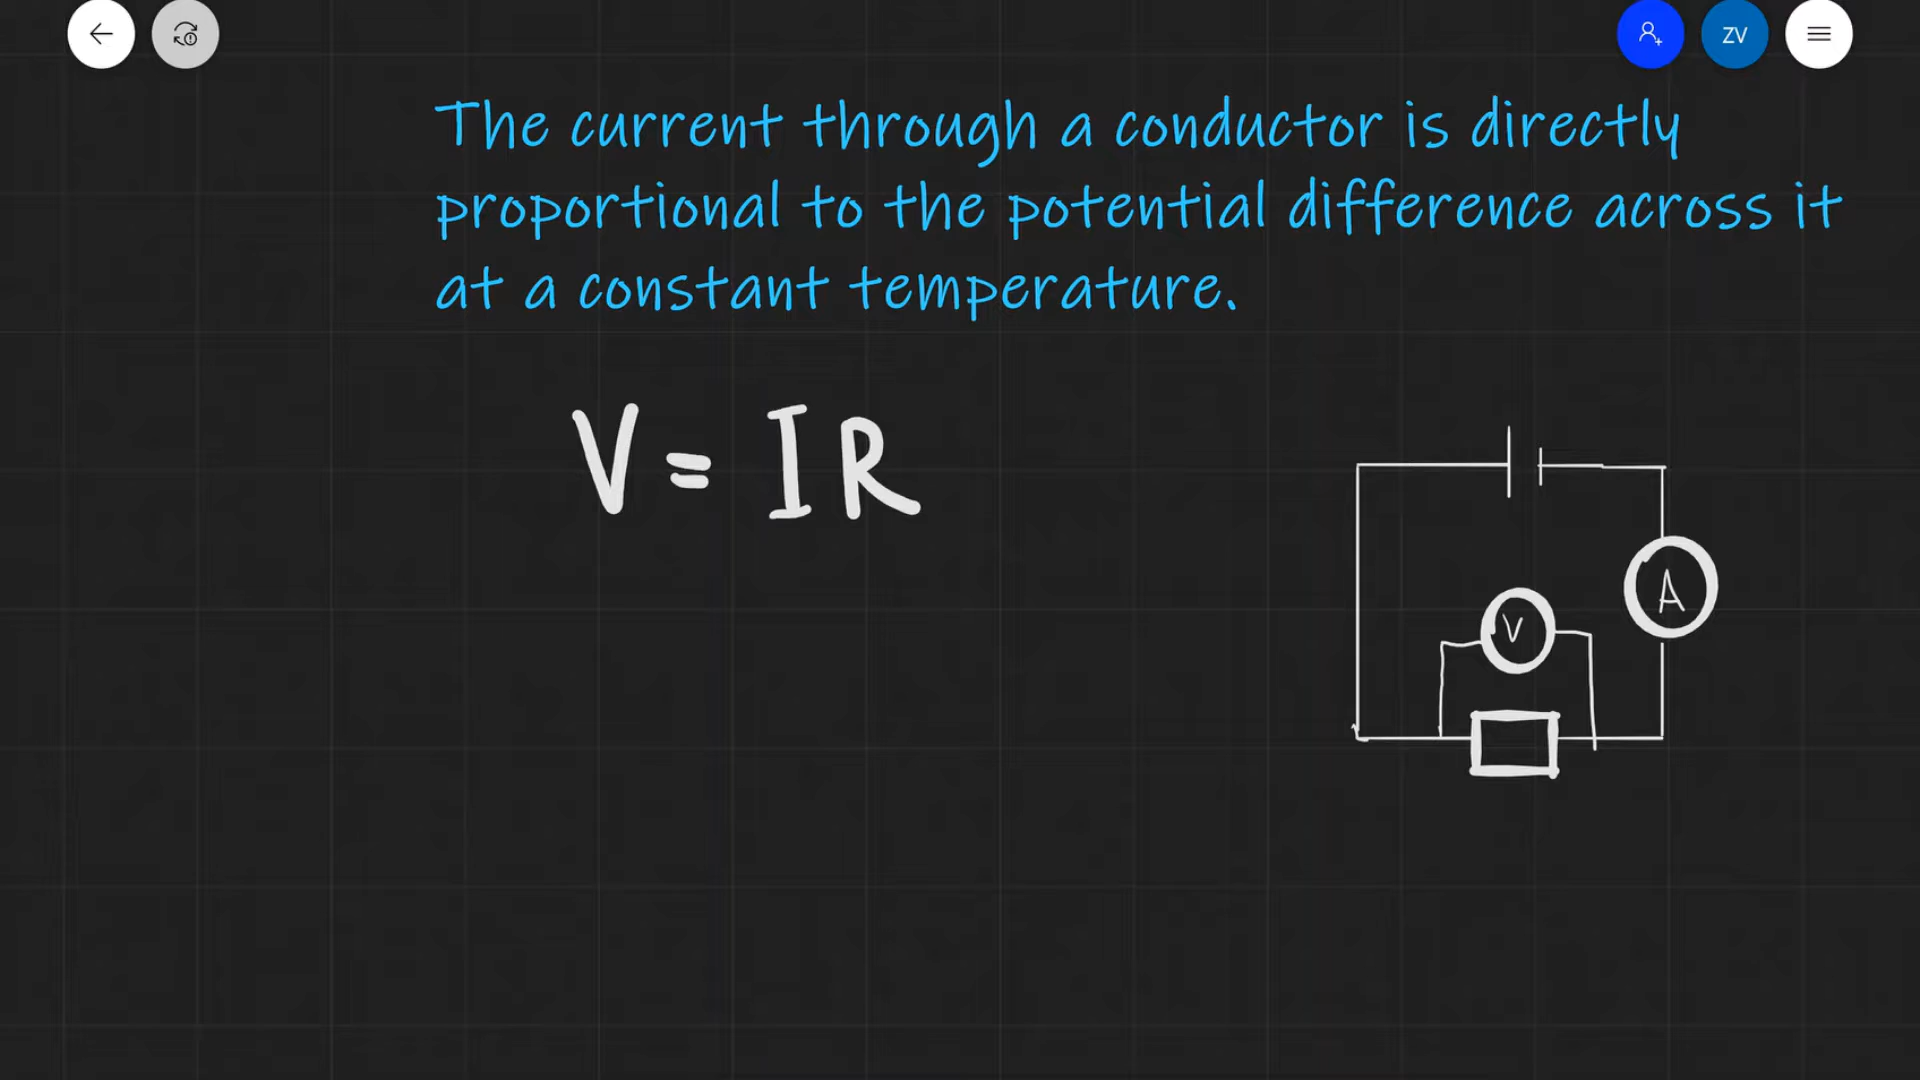 ZV
The current through a conductor is directly
proportional to the potential difference across it
at a constant temperature.
V = IR
A
V